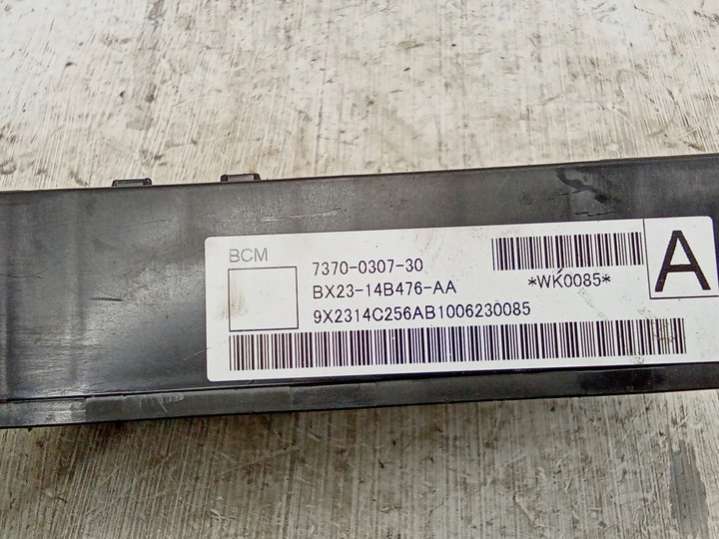 BCM
7370-0307-30
BX23-14B476-AA
9X2314C256AB1006230085
*WK0085*
A